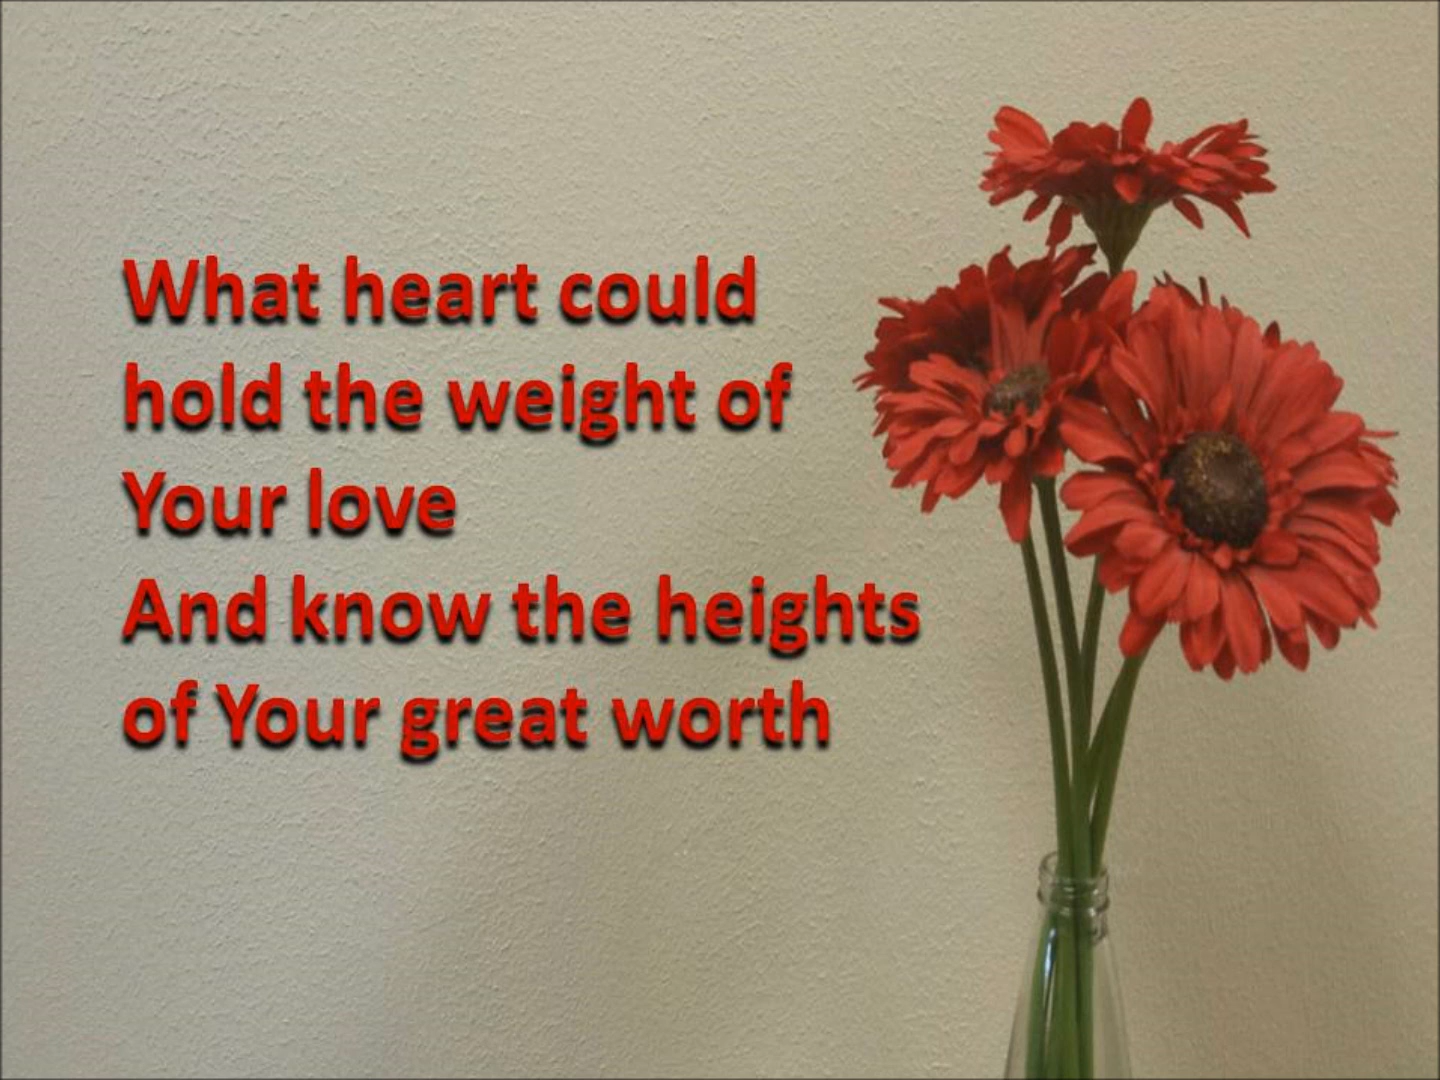 What heart could
hold the weight of
Your love
And know the heights
of Your great worth